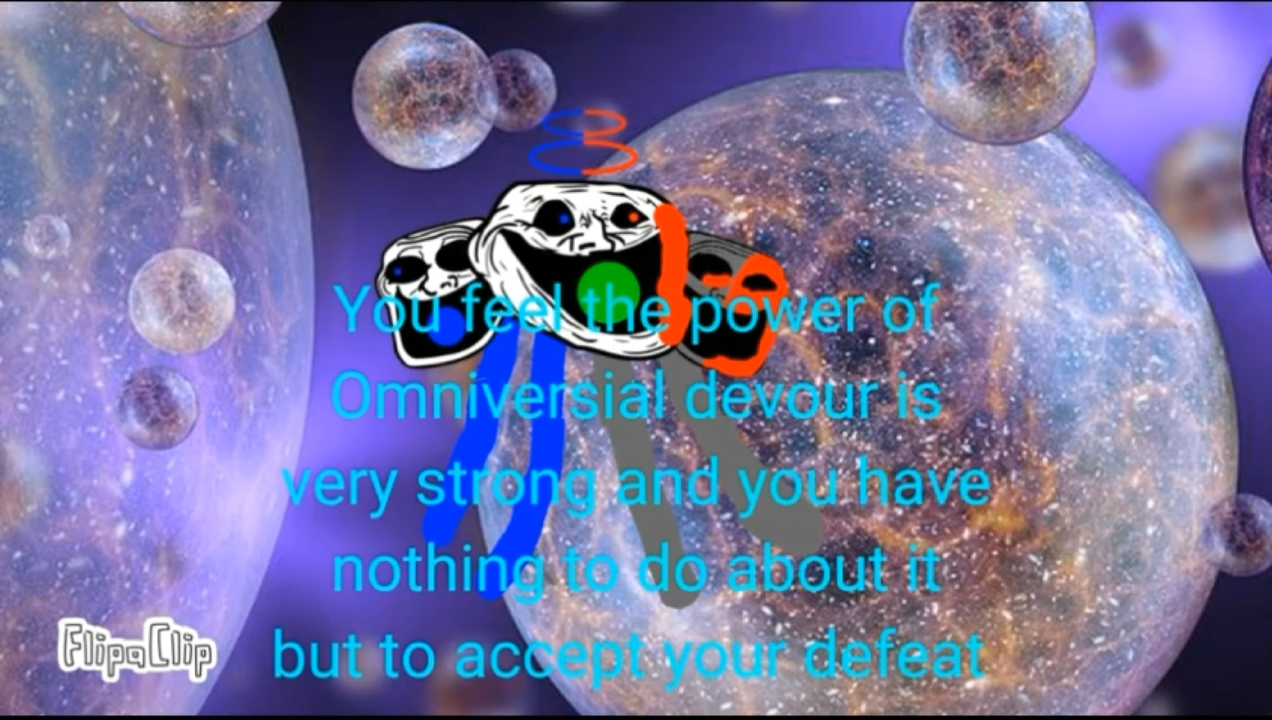 You feel the power of
Omniversial devour is
very strong and you have
nothing to do about it
but to accept your defeat
FlipaClip